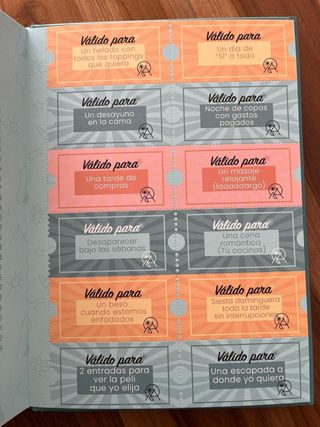 Válido para
Un helado con
todos los toppings
que quiera
Válido para
Un día de
"Sí" a todo
Válido para
Un desayuno
en la cama
Válido para
Noche de copas
con gastos
pagados
Válido para
Una tarde de
compras
Válido para
Un masaje
relajante
(laaaaaargo)
Válido para
Desaparecer
bajo las sábanas
Válido para
Una cena
romántica
(Tú cocinas)
Válido para
Un beso
cuando estemos
enfadados
Válido para
Siesta dominguera
toda la tarde
sin interrupciones
Válido para
2 entradas para
ver la peli
que yo elija
Válido para
Una escapada a
donde yo quiera